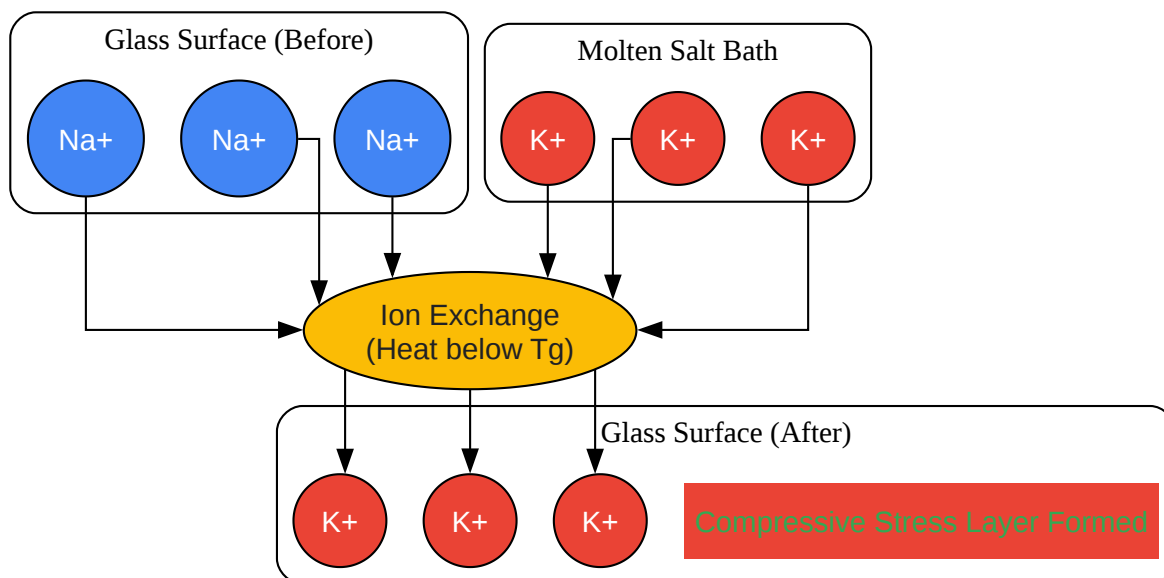 Glass Surface (Before)
Na+
Na+
Na+
Molten Salt Bath
K+
K+
K+
Ion Exchange
(Heat below Tg)
Glass Surface (After)
K+
K+
K+
Compressive Stress Layer Formed